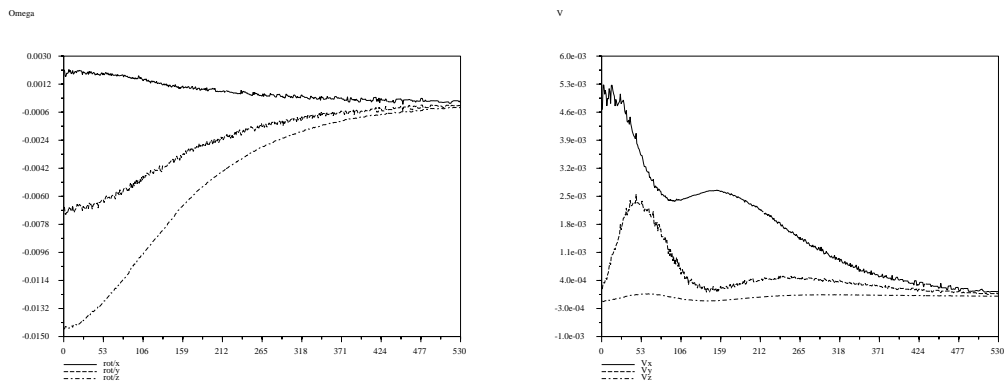 Omega
0.0030
0.0012
-0.0006
-0.0024
-0.0042
-0.0060
-0.0078
-0.0096
-0.0114
-0.0132
-0.0150
0 53 106 159 212 265 318 371 424 477 530
rot/x
rot/y
rot/z
V
6.0e-03
5.3e-03
4.6e-03
3.9e-03
3.2e-03
2.5e-03
1.8e-03
1.1e-03
4.0e-04
-3.0e-04
-1.0e-03
0 53 106 159 212 265 318 371 424 477 530
Vx
Vy
Vz